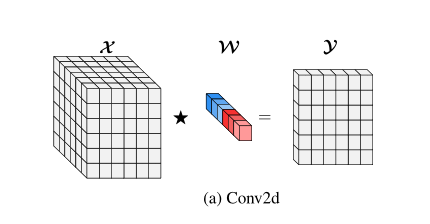 𝒳 𝒲 𝒴
★ =
(a) Conv2d